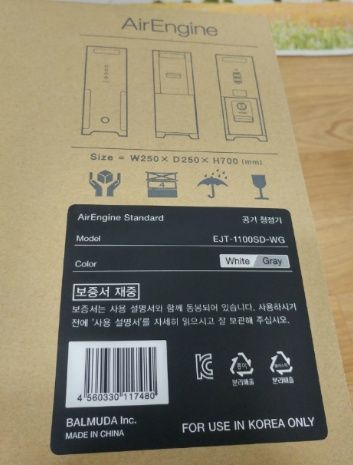 AirEngine
Size = W250× D250× H700 (mm)
4
AirEngine Standard 공기 청정기
Model EJT-1100SD-WG
Color White Gray
보증서 재중
보증서는 사용 설명서와 함께 동봉되어 있습니다. 사용하시기
전에 '사용 설명서'를 자세히 읽으시고 잘 보관해 주십시오.
4 560330 117480
종이
분리배출
분리배출
BALMUDA Inc.
MADE IN CHINA
FOR USE IN KOREA ONLY